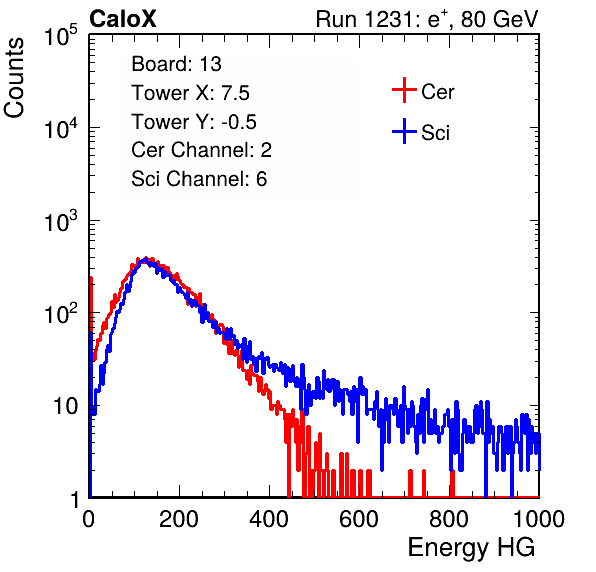 CaloX Run 1231: e⁺, 80 GeV
Counts
10⁵
10⁴
10³
10²
10
1
Board: 13
Tower X: 7.5
Tower Y: -0.5
Cer Channel: 2
Sci Channel: 6
Cer
Sci
0 200 400 600 800 1000
Energy HG